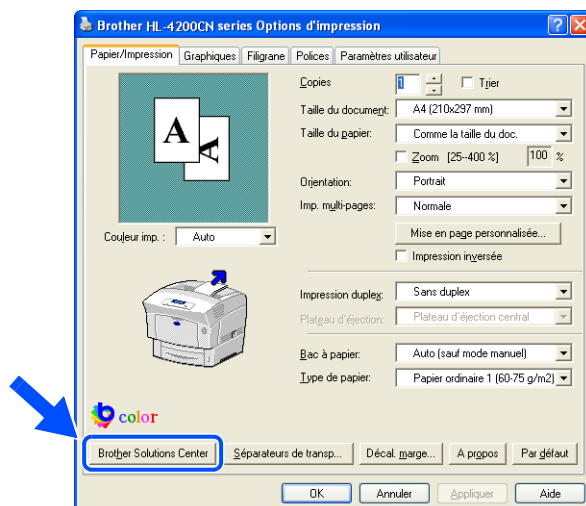 Brother HL-4200CN series Options d'impression
Papier/Impression Graphiques Filigrane Polices Paramètres utilisateur
Copies 1 Trier
Taille du document: A4 (210x297 mm)
Taille du papier: Comme la taille du doc.
Zoom [25--400 %] 100 %
Orientation: Portrait
Imp. multi-pages: Normale
Couleur imp. : Auto
Mise en page personnalisée...
Impression inversée
Impression duplex: Sans duplex
Plateau d'éjection: Plateau d'éjection central
Bac à papier: Auto (sauf mode manuel)
Type de papier: Papier ordinaire 1 (60-75 g/m2)
A
A
color
Brother Solutions Center Séparateurs de transp... Décal. marge... A propos Par défaut
OK Annuler Appliquer Aide